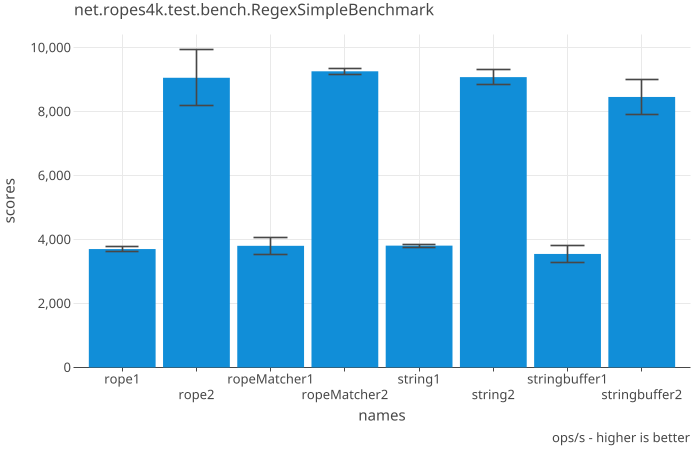 net.ropes4k.test.bench.RegexSimpleBenchmark
scores
10,000
8,000
6,000
4,000
2,000
0
rope1
rope2
ropeMatcher1
ropeMatcher2
string1
string2
stringbuffer1
stringbuffer2
names
ops/s - higher is better